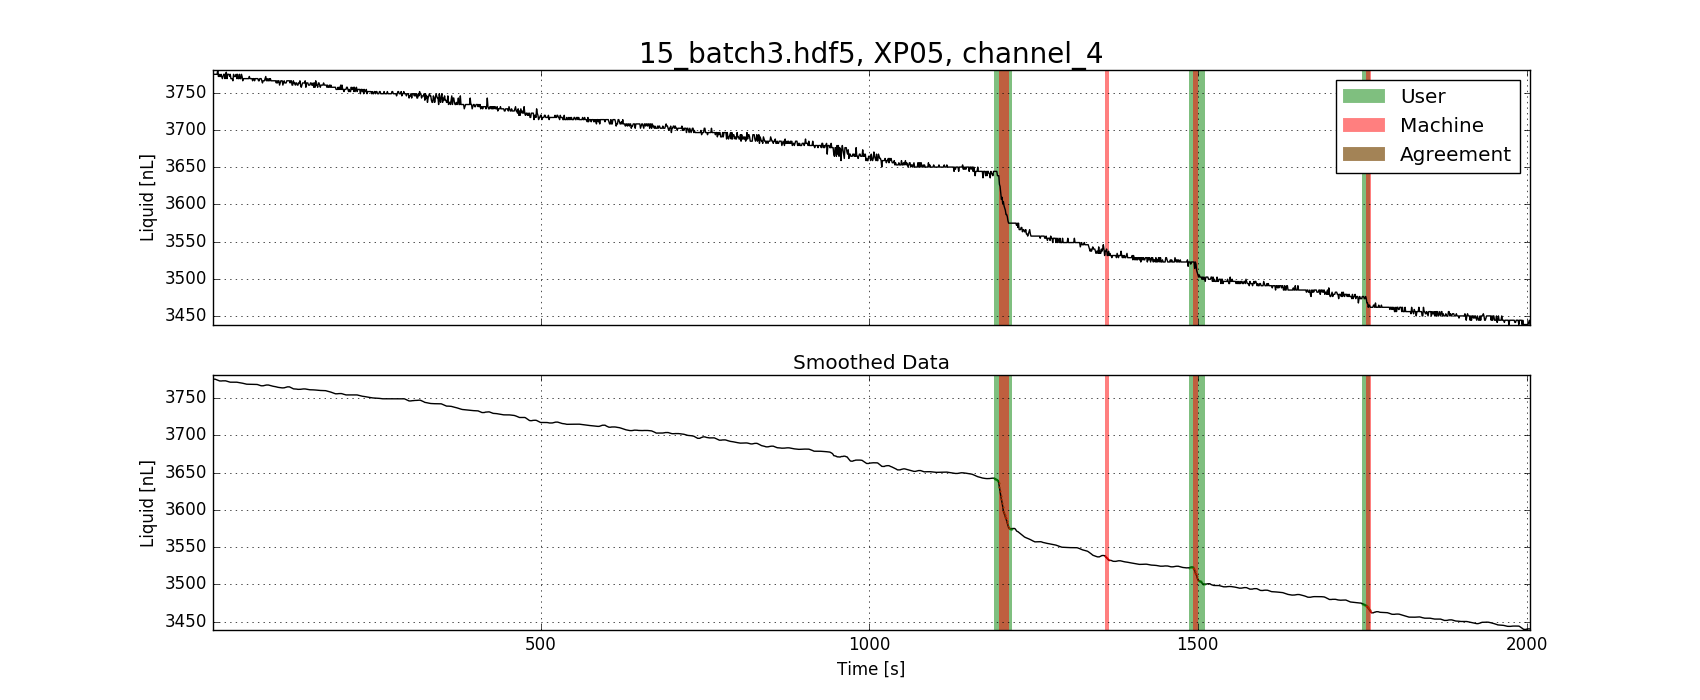 15_batch3.hdf5, XP05, channel_4
3750
3700
3650
3600
3550
3500
3450
Liquid [nL]
User
Machine
Agreement
Smoothed Data
3750
3700
3650
3600
3550
3500
3450
Liquid [nL]
500
1000
1500
2000
Time [s]